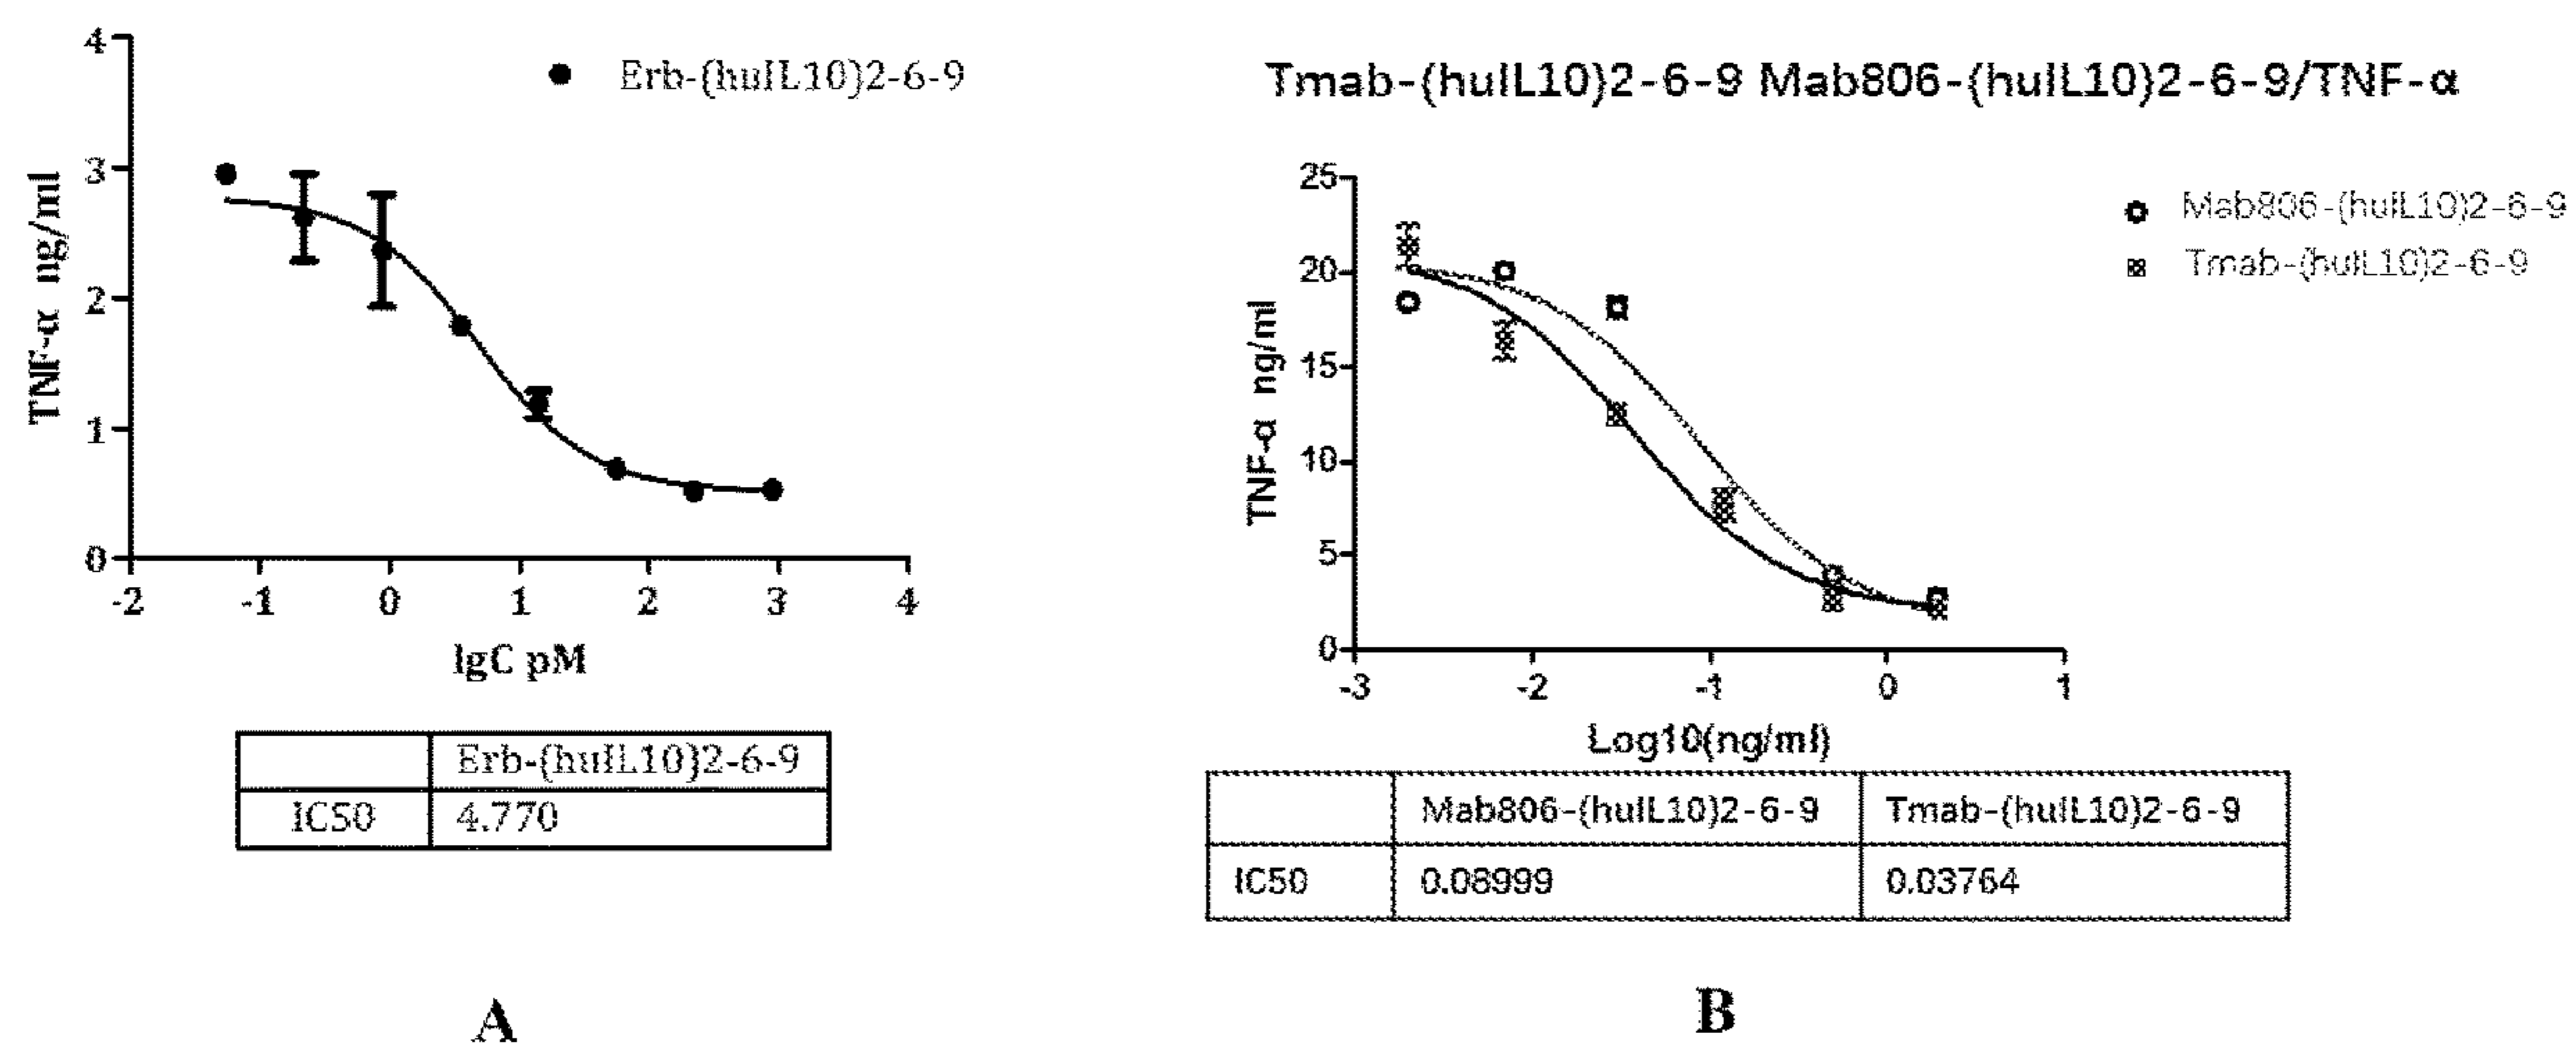 4
3
2
1
0
-2
-1
0
1
2
3
4
TNF-α ng/ml
Erb-(huIL10)2-6-9
lgC pM
Erb-(huIL10)2-6-9
IC50 4.770
A
Tmab-(huIL10)2-6-9 Mab806-(huIL10)2-6-9/TNF-α
25
20
15
10
5
0
-3
-2
-1
0
1
TNF-α ng/ml
Mab806-(huIL10)2-6-9
Tmab-(huIL10)2-6-9
Log10(ng/ml)
Mab806-(huIL10)2-6-9 Tmab-(huIL10)2-6-9
IC50 0.08999 0.03764
B